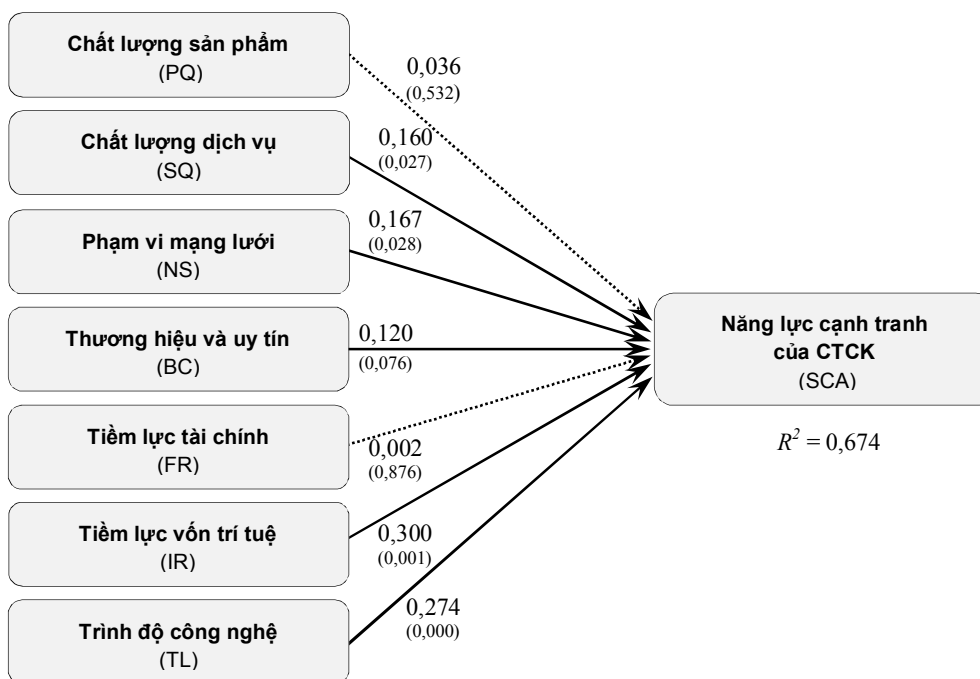 Chất lượng sản phẩm
(PQ)
0,036
(0,532)
Chất lượng dịch vụ
(SQ)
0,160
(0,027)
Phạm vi mạng lưới
(NS)
0,167
(0,028)
Thương hiệu và uy tín
(BC)
0,120
(0,076)
Tiềm lực tài chính
(FR)
0,002
(0,876)
Tiềm lực vốn trí tuệ
(IR)
0,300
(0,001)
Trình độ công nghệ
(TL)
0,274
(0,000)
Năng lực cạnh tranh
của CTCK
(SCA)
R² = 0,674